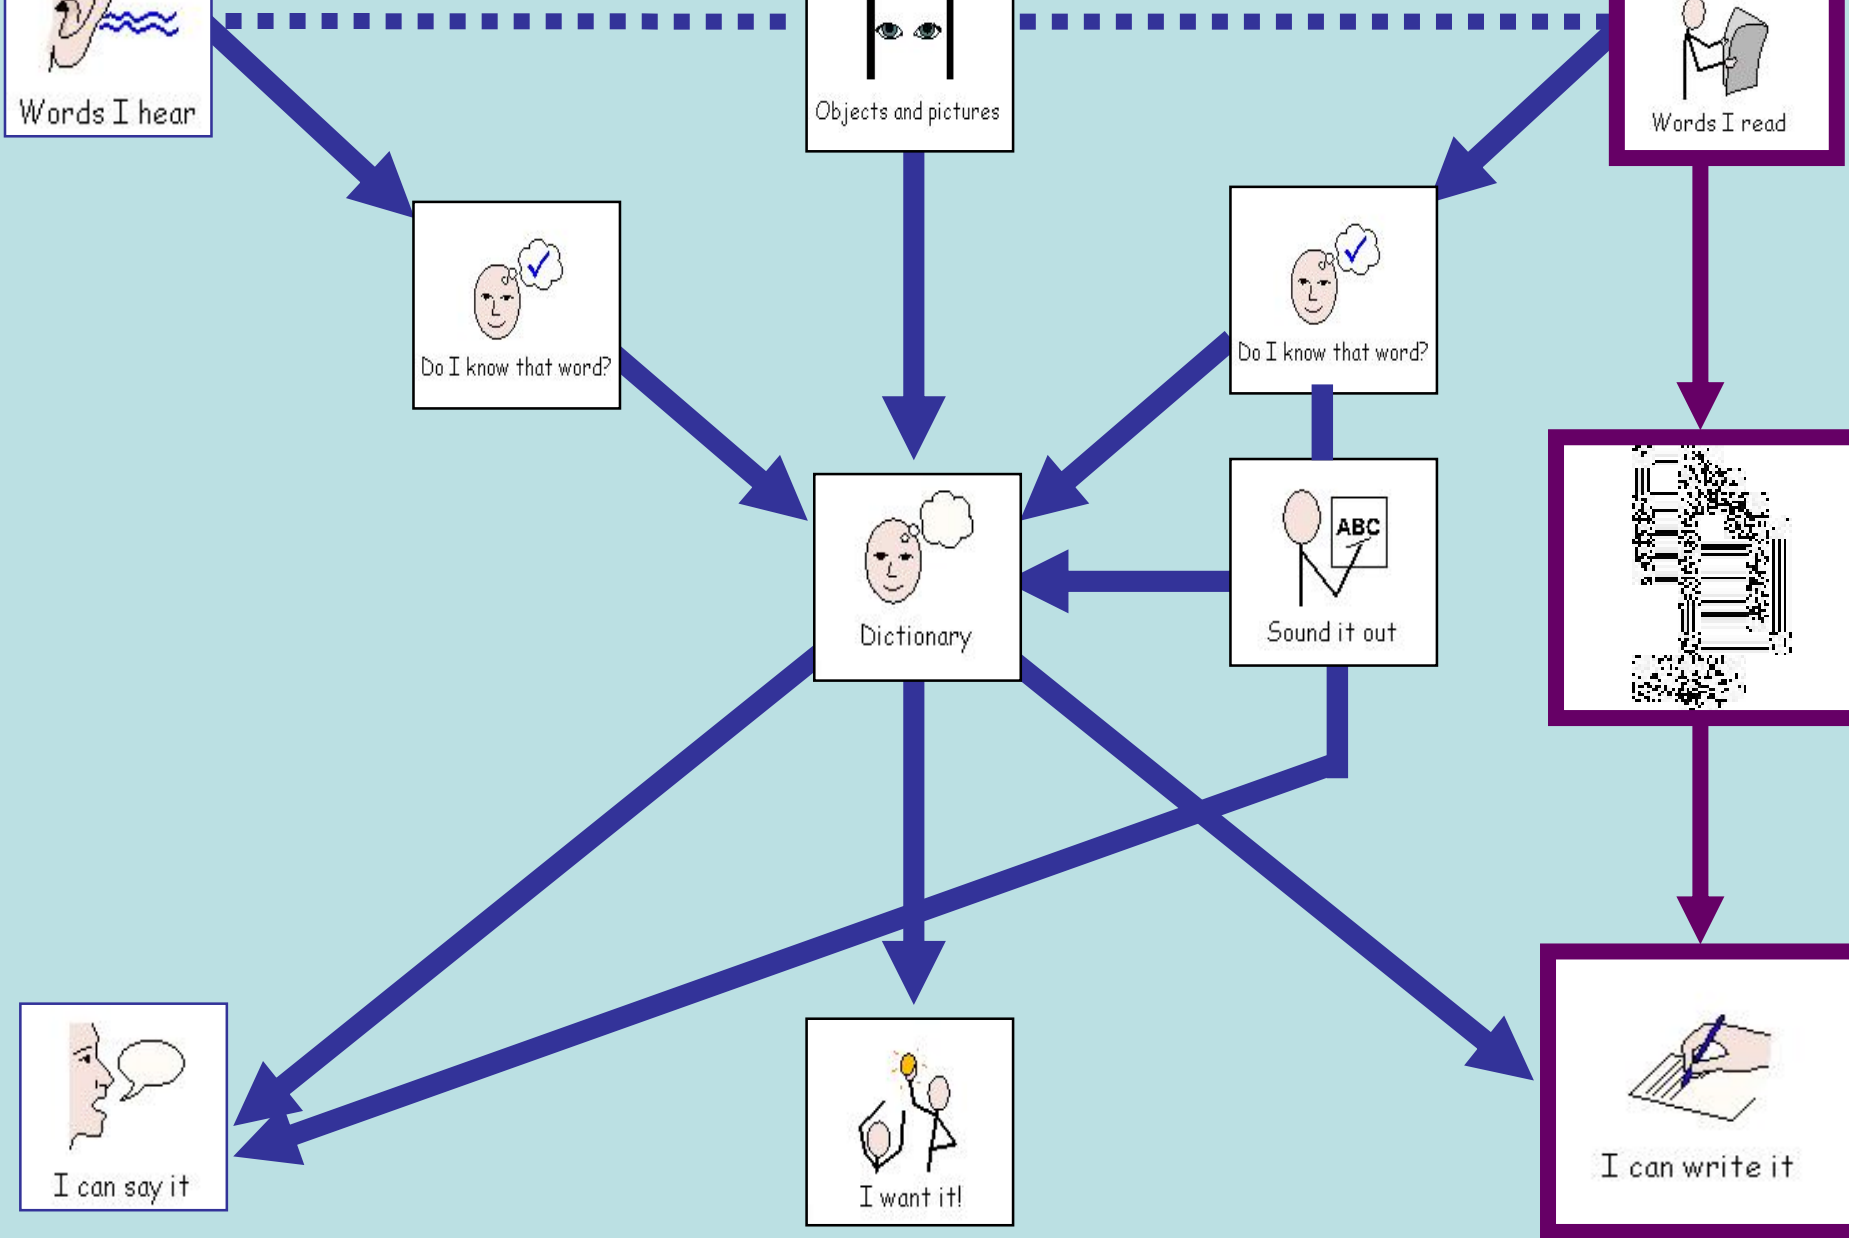 Words I hear
Objects and pictures
Words I read
Do I know that word?
Do I know that word?
ABC
Dictionary
Sound it out
I can say it
I want it!
I can write it